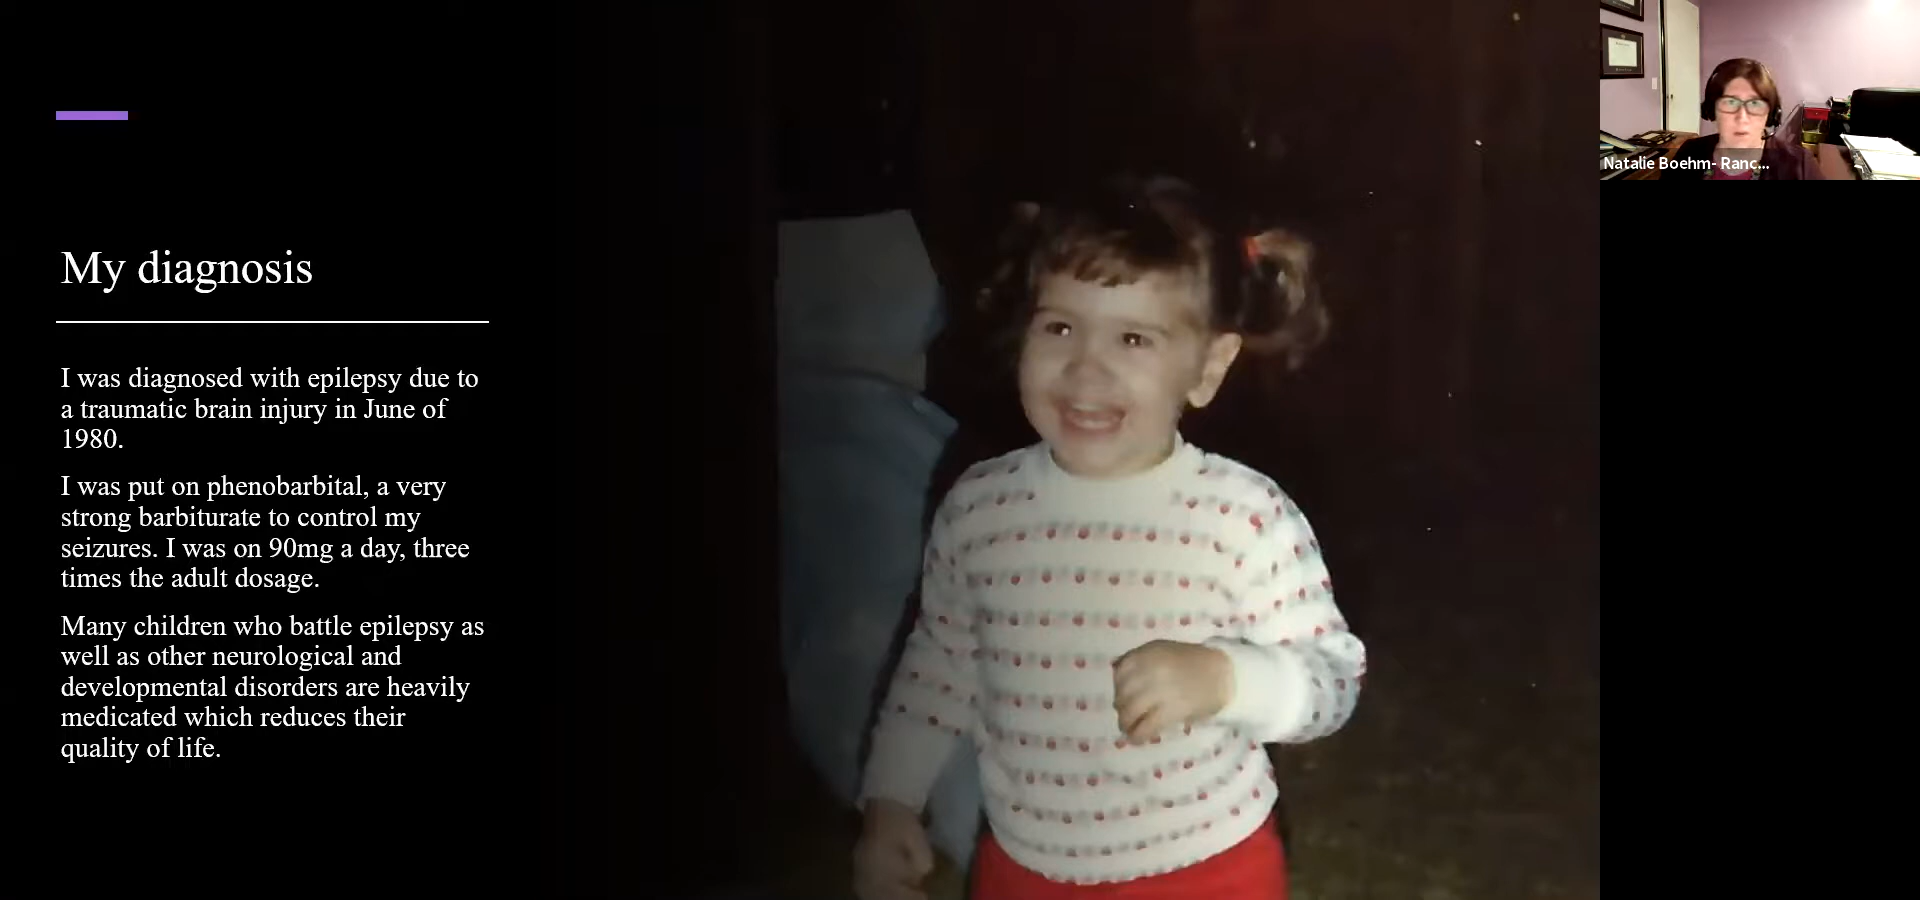 My diagnosis
I was diagnosed with epilepsy due to
a traumatic brain injury in June of
1980.
I was put on phenobarbital, a very
strong barbiturate to control my
seizures. I was on 90mg a day, three
times the adult dosage.
Many children who battle epilepsy as
well as other neurological and
developmental disorders are heavily
medicated which reduces their
quality of life.
Natalie Boehm- Ranc...